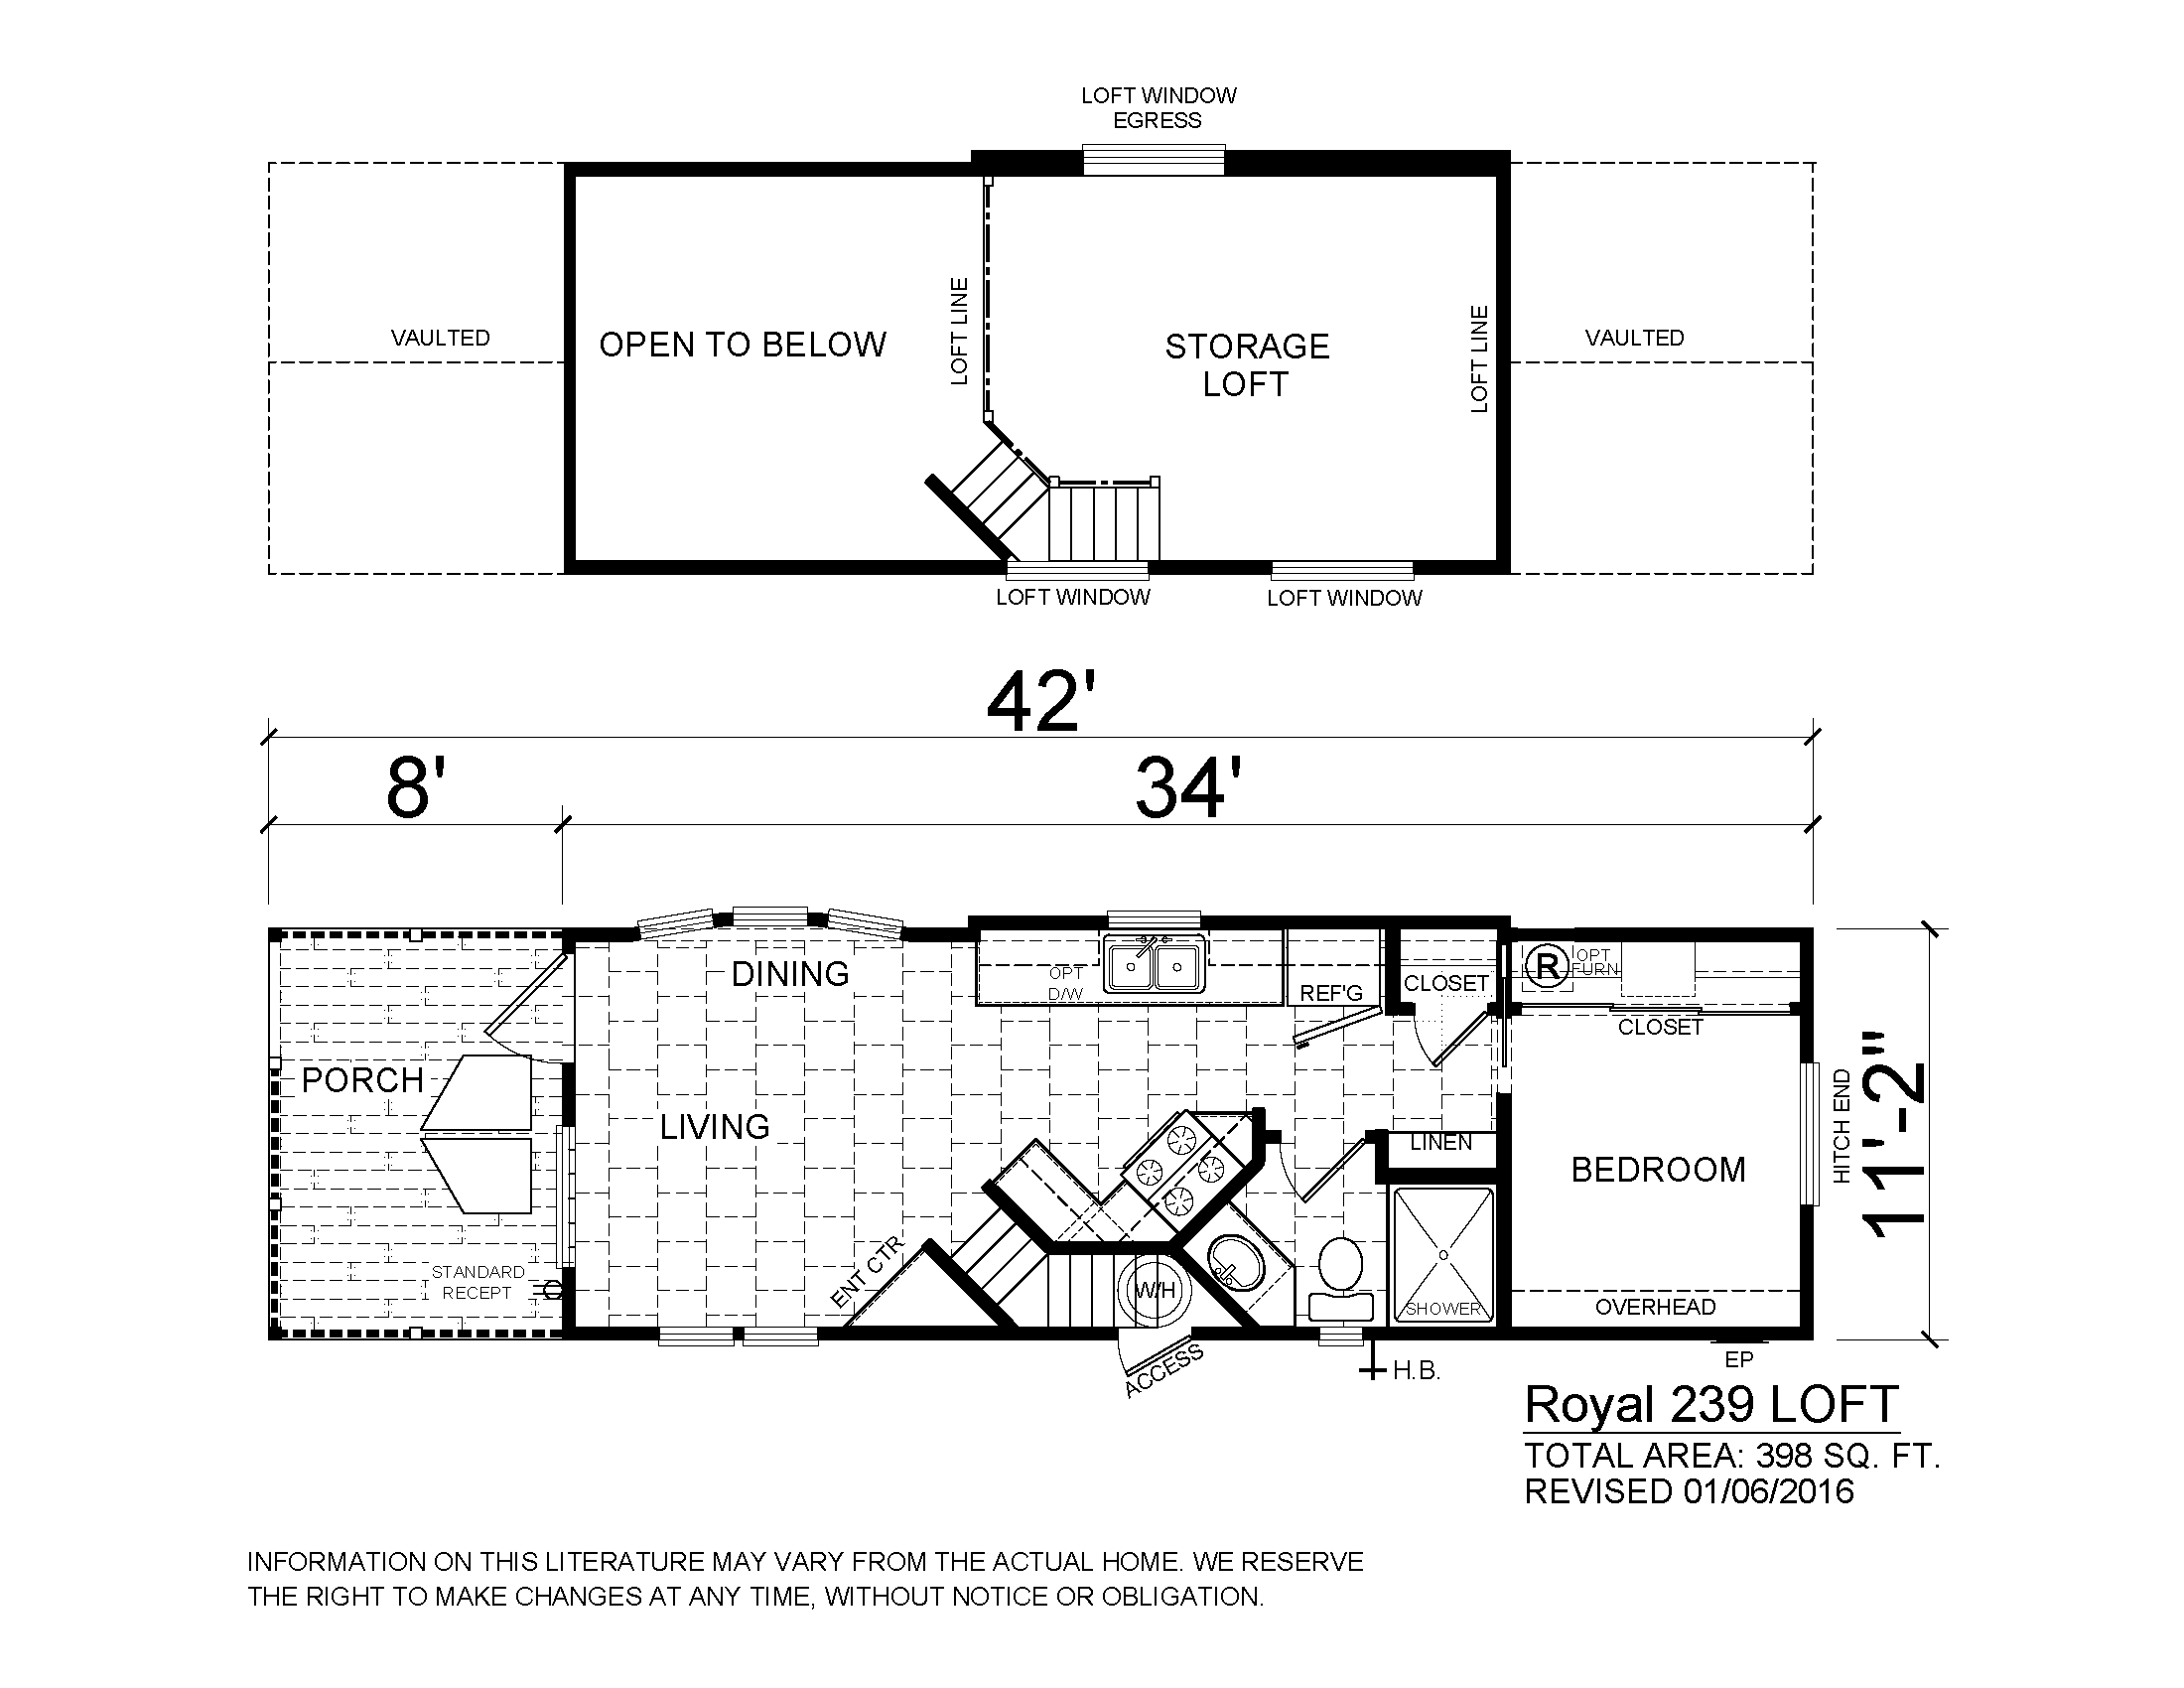 LOFT WINDOW
EGRESS
VAULTED
OPEN TO BELOW
LOFT LINE
STORAGE
LOFT
LOFT LINE
VAULTED
LOFT WINDOW
LOFT WINDOW
42'
8'
34'
DINING
OPT
D/W
REF'G
CLOSET
R
OPT
FURN
CLOSET
PORCH
LIVING
LINEN
BEDROOM
HITCH END
11'-2"
STANDARD
RECEPT
ENT CTR
W/H
SHOWER
OVERHEAD
ACCESS
H.B.
EP
Royal 239 LOFT
TOTAL AREA: 398 SQ. FT.
REVISED 01/06/2016
INFORMATION ON THIS LITERATURE MAY VARY FROM THE ACTUAL HOME. WE RESERVE
THE RIGHT TO MAKE CHANGES AT ANY TIME, WITHOUT NOTICE OR OBLIGATION.